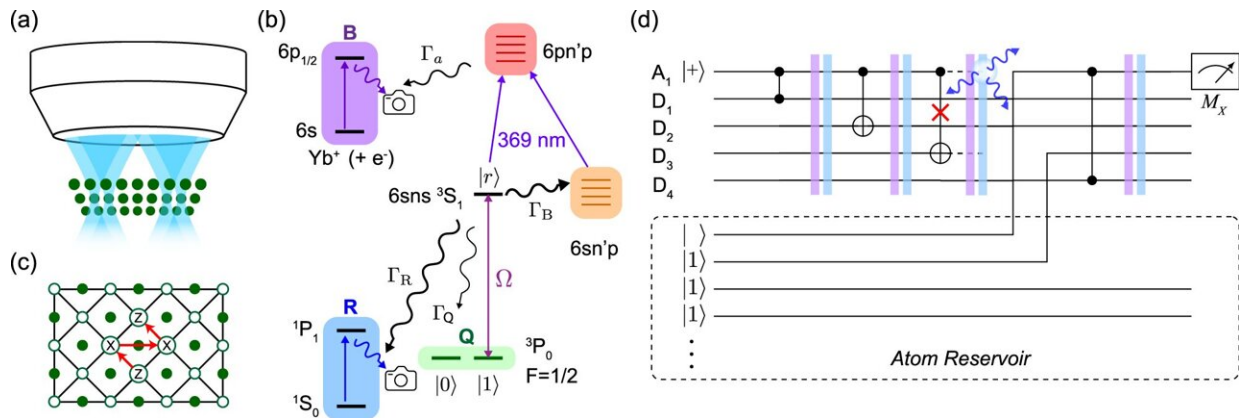 (a)
(b)
B
6p1/2
6s
Yb⁺ (+ e⁻)
Γa
6pn'p
369 nm
|r⟩
6sns ³S₁
ΓB
6sn'p
ΓR
ΓQ
Ω
R
¹P₁
¹S₀
Q
³P₀
F=1/2
|0⟩ |1⟩
(c)
Z
X X
Z
(d)
A₁ |+⟩
D₁
D₂
D₃
D₄
MX
| ⟩
|1⟩
|1⟩
|1⟩
Atom Reservoir